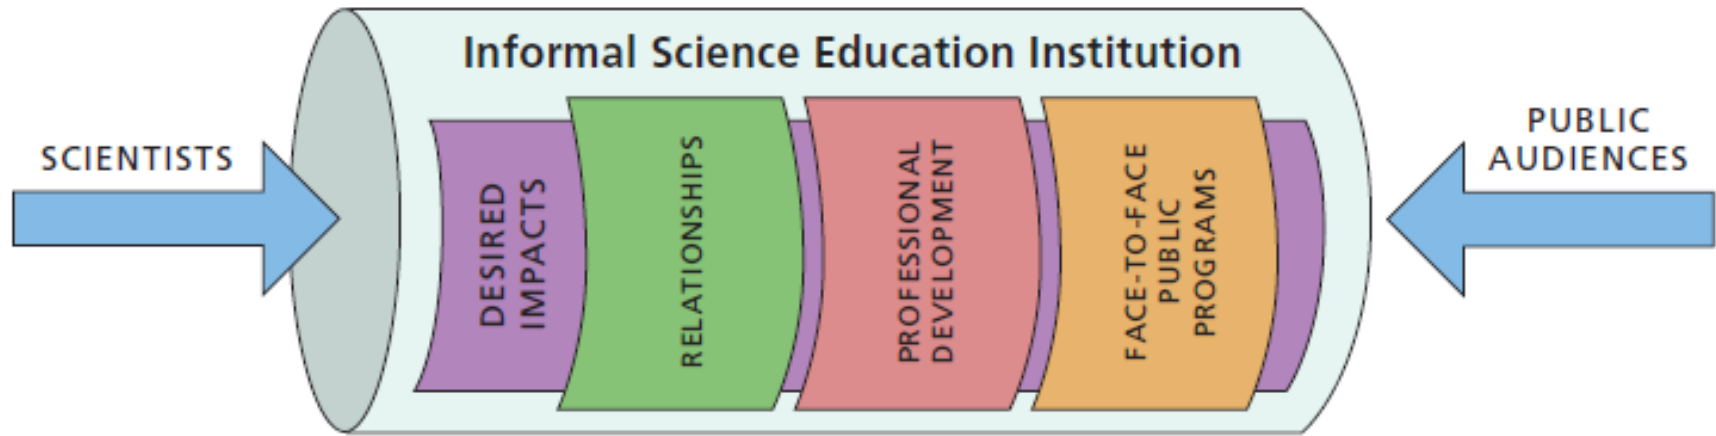 Informal Science Education Institution
SCIENTISTS
DESIRED
IMPACTS
RELATIONSHIPS
PROFESSIONAL
DEVELOPMENT
FACE-TO-FACE
PUBLIC
PROGRAMS
PUBLIC
AUDIENCES